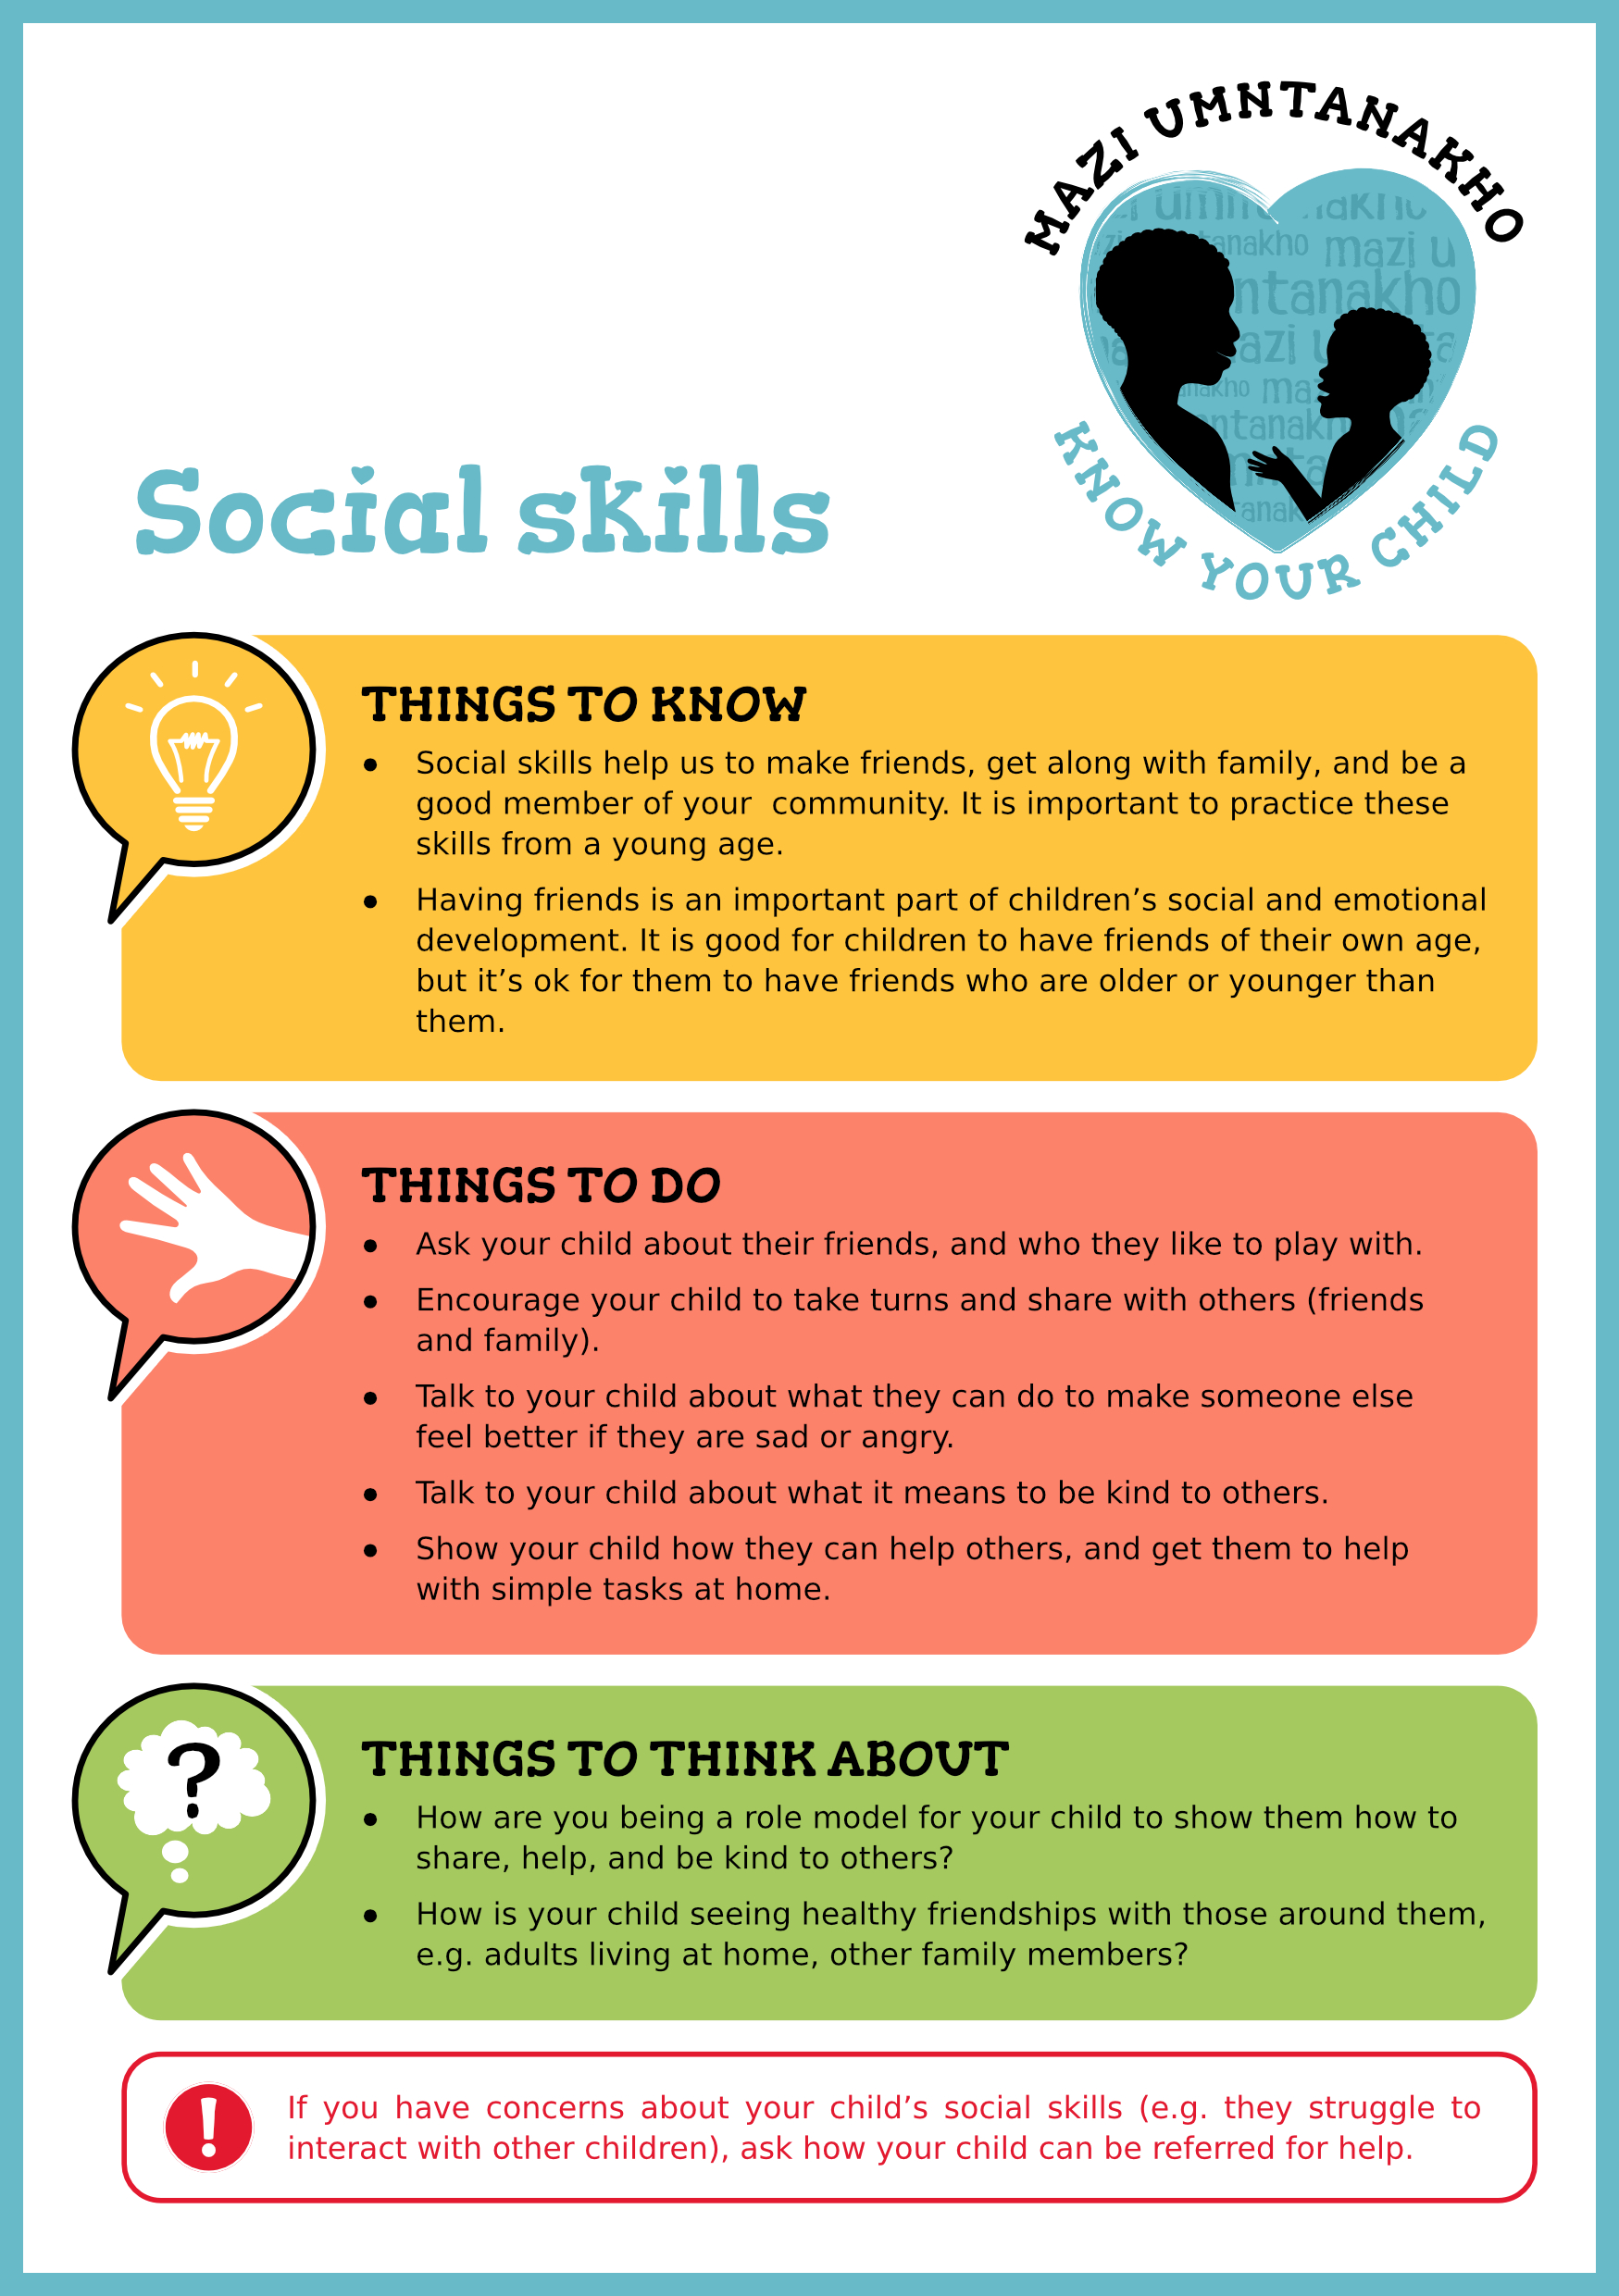 MAZI UMNTANAKHO
KNOW YOUR CHILD
Social skills
THINGS TO KNOW
● Social skills help us to make friends, get along with family, and be a
good member of your  community. It is important to practice these
skills from a young age.
● Having friends is an important part of children’s social and emotional
development. It is good for children to have friends of their own age,
but it’s ok for them to have friends who are older or younger than
them.
THINGS TO DO
● Ask your child about their friends, and who they like to play with.
● Encourage your child to take turns and share with others (friends
and family).
● Talk to your child about what they can do to make someone else
feel better if they are sad or angry.
● Talk to your child about what it means to be kind to others.
● Show your child how they can help others, and get them to help
with simple tasks at home.
?
THINGS TO THINK ABOUT
● How are you being a role model for your child to show them how to
share, help, and be kind to others?
● How is your child seeing healthy friendships with those around them,
e.g. adults living at home, other family members?
!
If you have concerns about your child’s social skills (e.g. they struggle to
interact with other children), ask how your child can be referred for help.